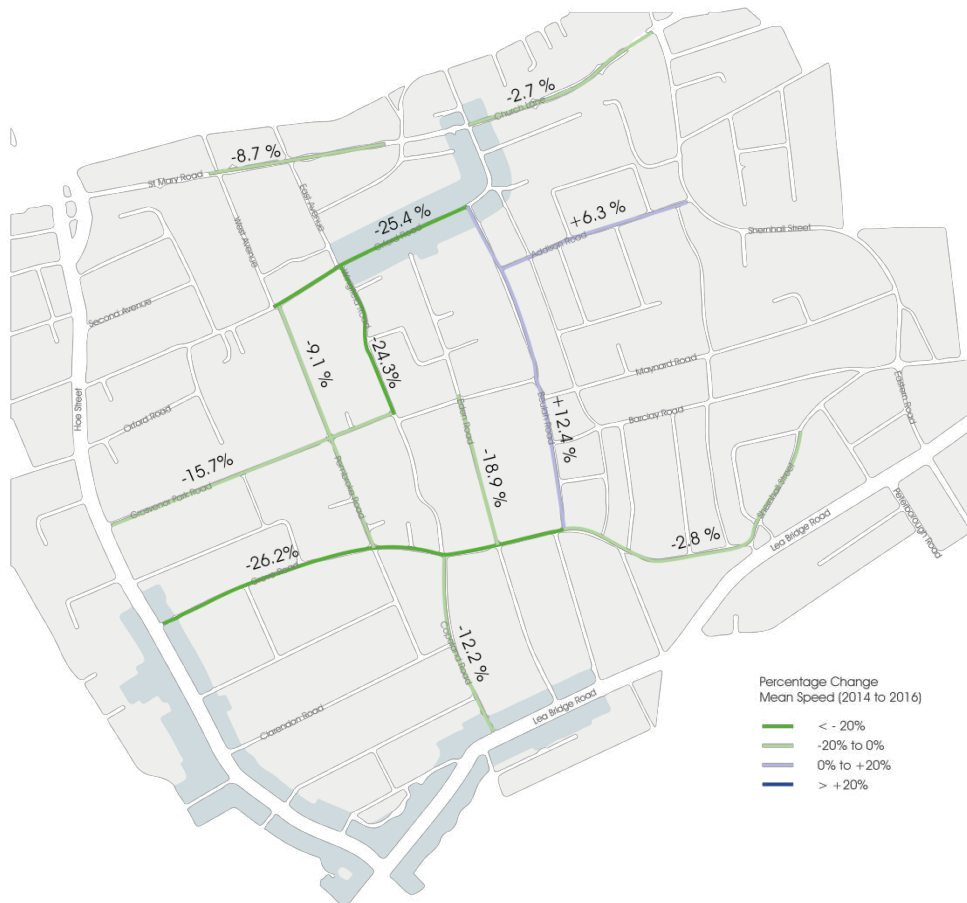 -2.7 %
Church Lane
-8.7 %
St Mary Road
East Avenue
West Avenue
-25.4 %
Orford Road
+6.3 %
Addison Road
Shernhall Street
Second Avenue
-9.1 %
-24.3%
Maynard Road
Eastern Road
Hoe Street
Orford Road
Barclay Road
Boulton Road
+12.4 %
-15.7%
Grosvenor Park Road
Pembroke Road
-18.9 %
Shernhall Street
Peterborough Road
-2.8 %
Lea Bridge Road
-26.2%
Grove Road
Copeland Road
-12.2 %
Clarendon Road
Lea Bridge Road
Percentage Change
Mean Speed (2014 to 2016)
< - 20%
-20% to 0%
0% to +20%
> +20%